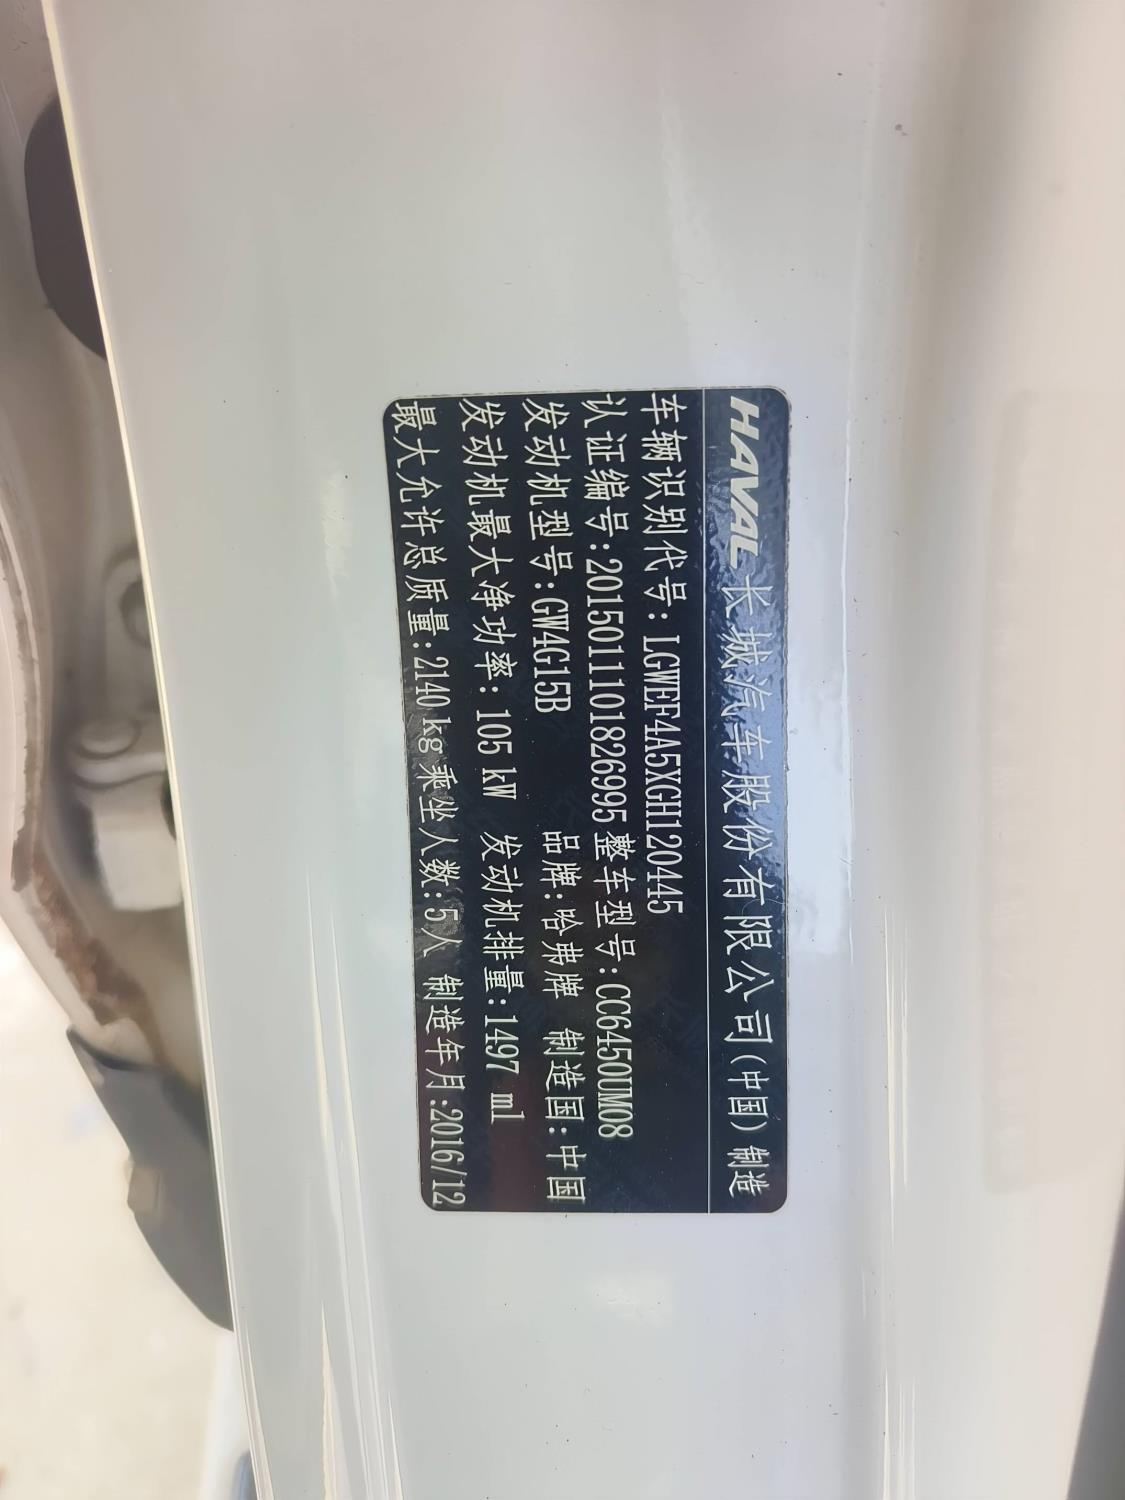 HAVAL 长城汽车股份有限公司(中国)制造
车辆识别代号:LGWEF4A5XGH120445
认证编号:2015011101826995 整车型号:CC6450UM08
发动机型号:GW4G15B 品牌:哈弗牌 制造国:中国
发动机最大净功率:105 kW 发动机排量:1497 ml
最大允许总质量:2140 kg 乘坐人数:5人 制造年月:2016/12